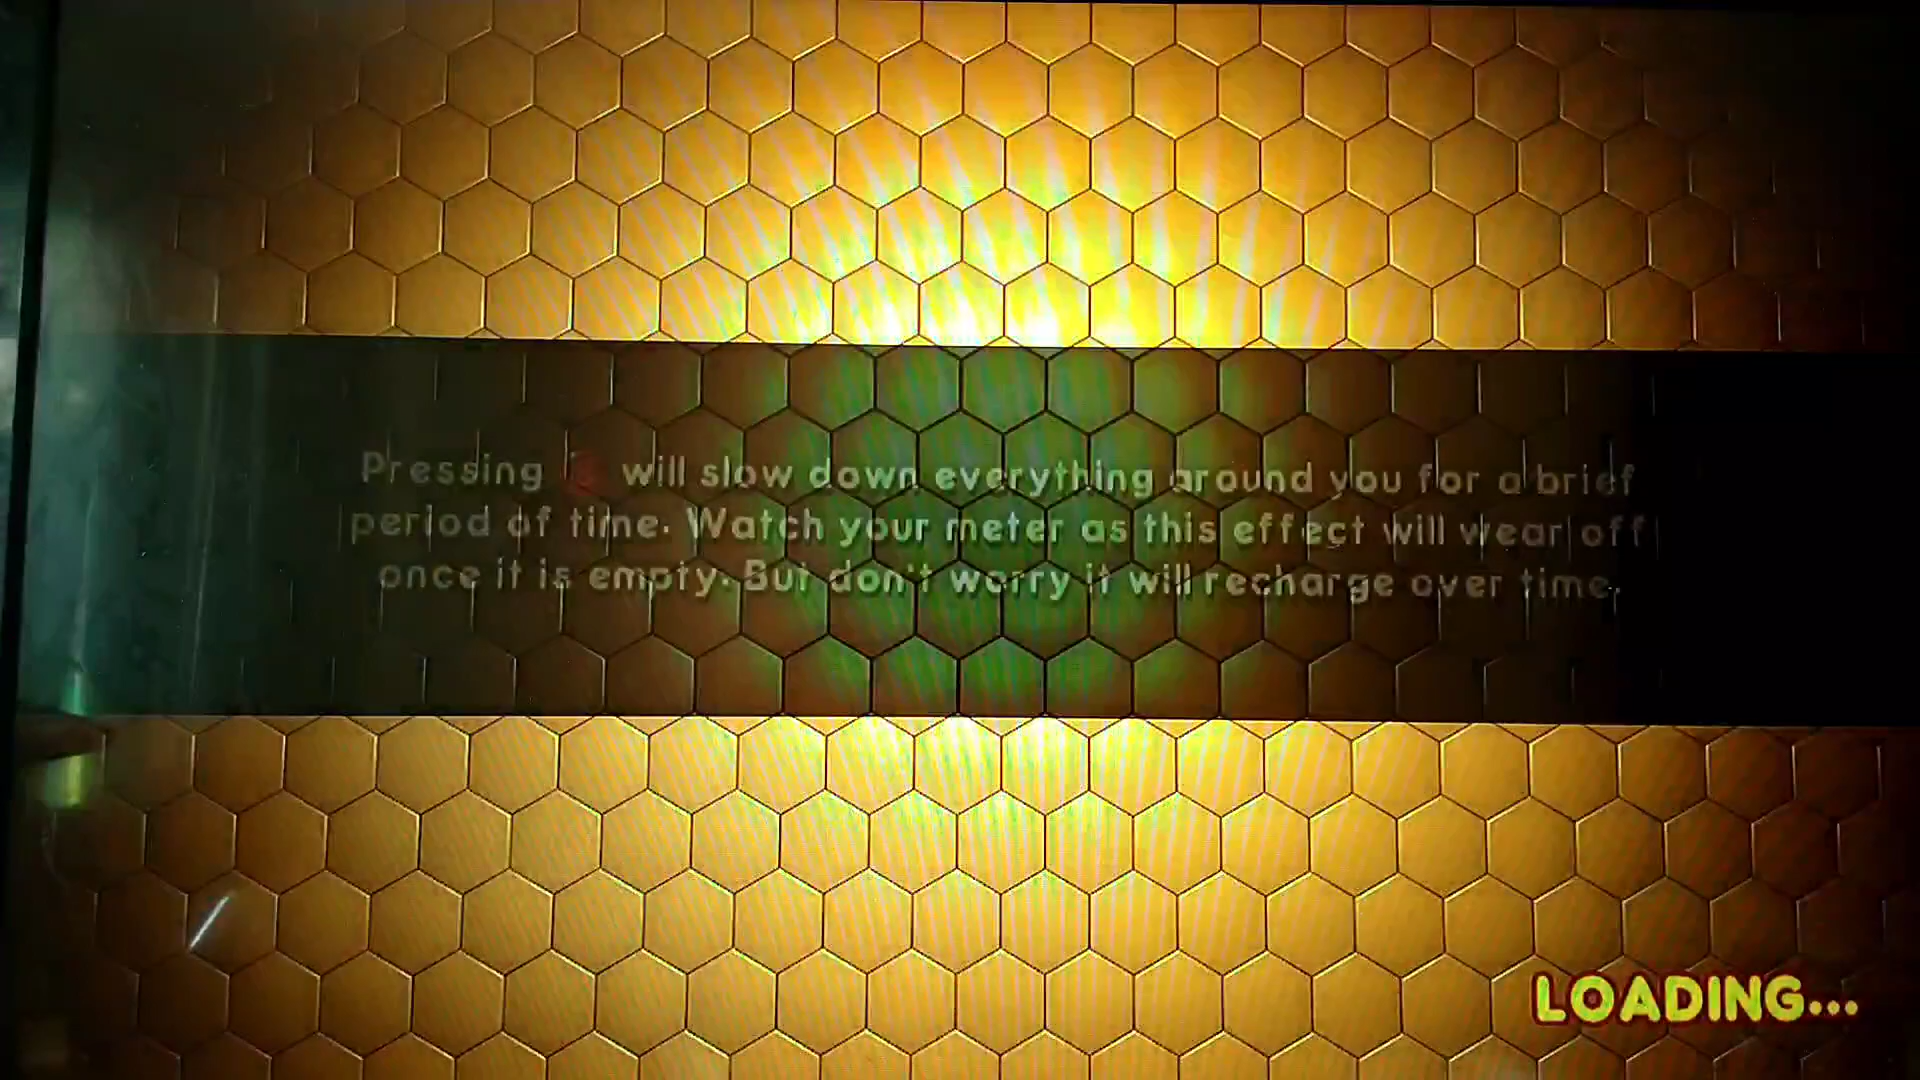 Pressing will slow down everything around you for a brief
period of time. Watch your meter as this effect will wear off
once it is empty. But don't worry it will recharge over time.
LOADING...